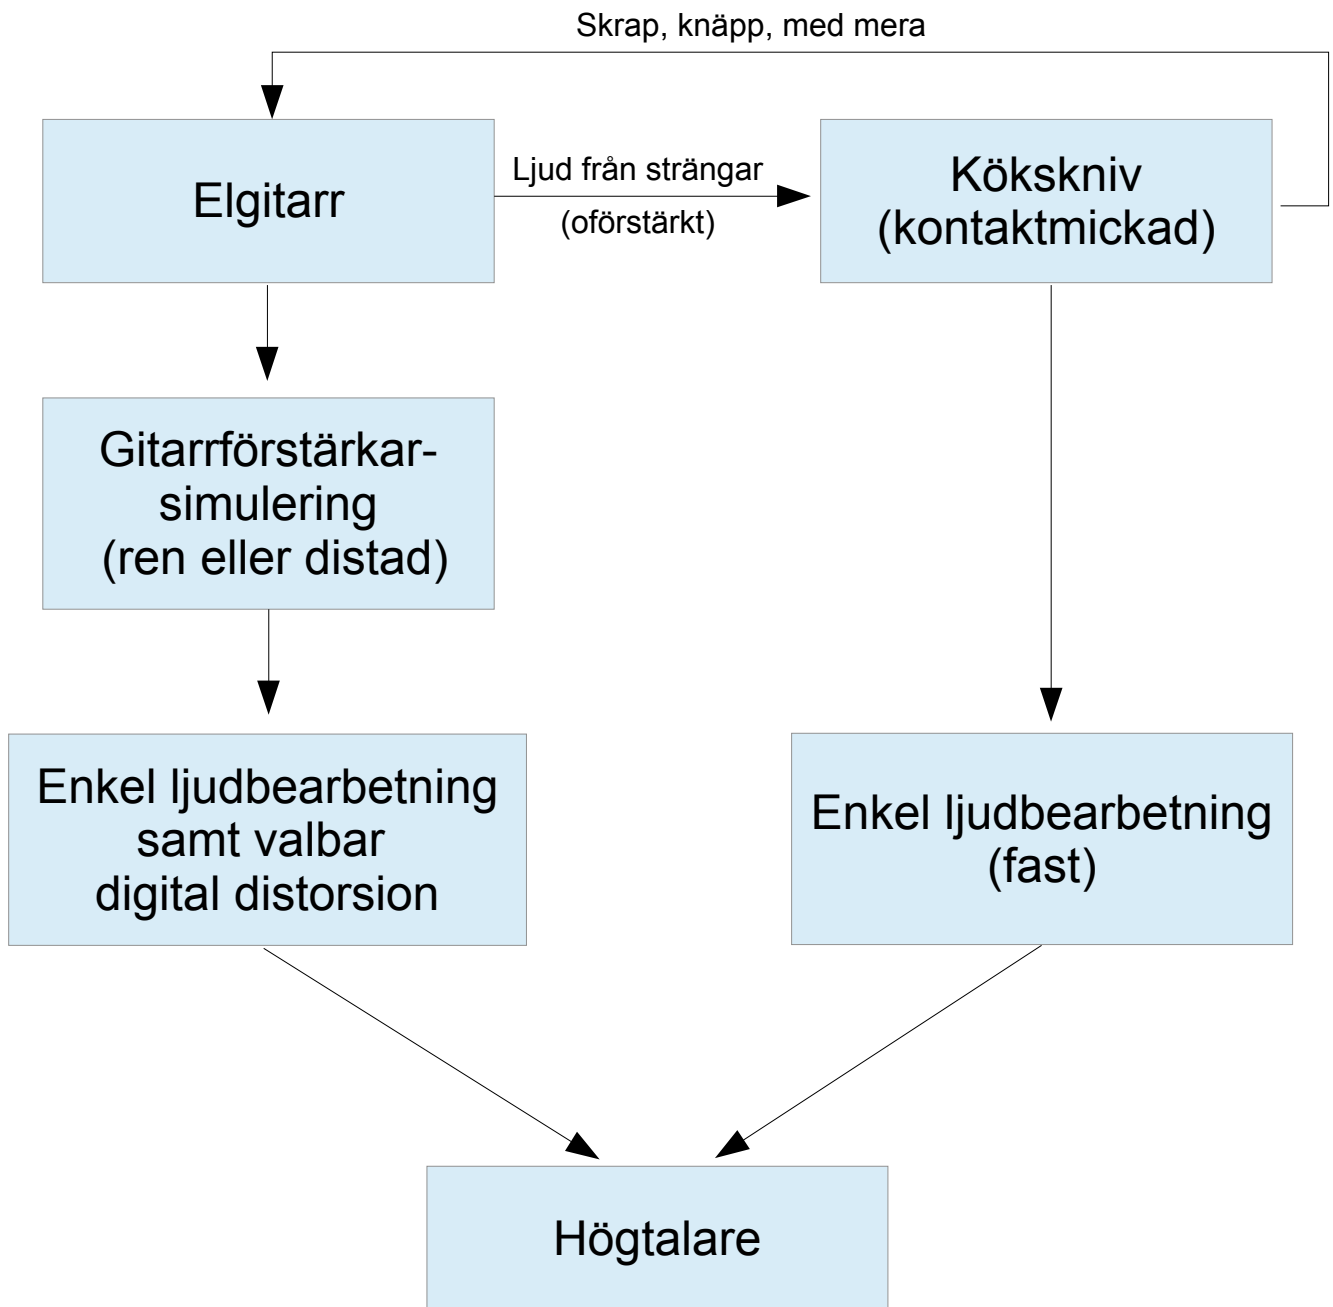 Skrap, knäpp, med mera
Elgitarr
Ljud från strängar
(oförstärkt)
Kökskniv
(kontaktmickad)
Gitarrförstärkar-
simulering
(ren eller distad)
Enkel ljudbearbetning
samt valbar
digital distorsion
Enkel ljudbearbetning
(fast)
Högtalare